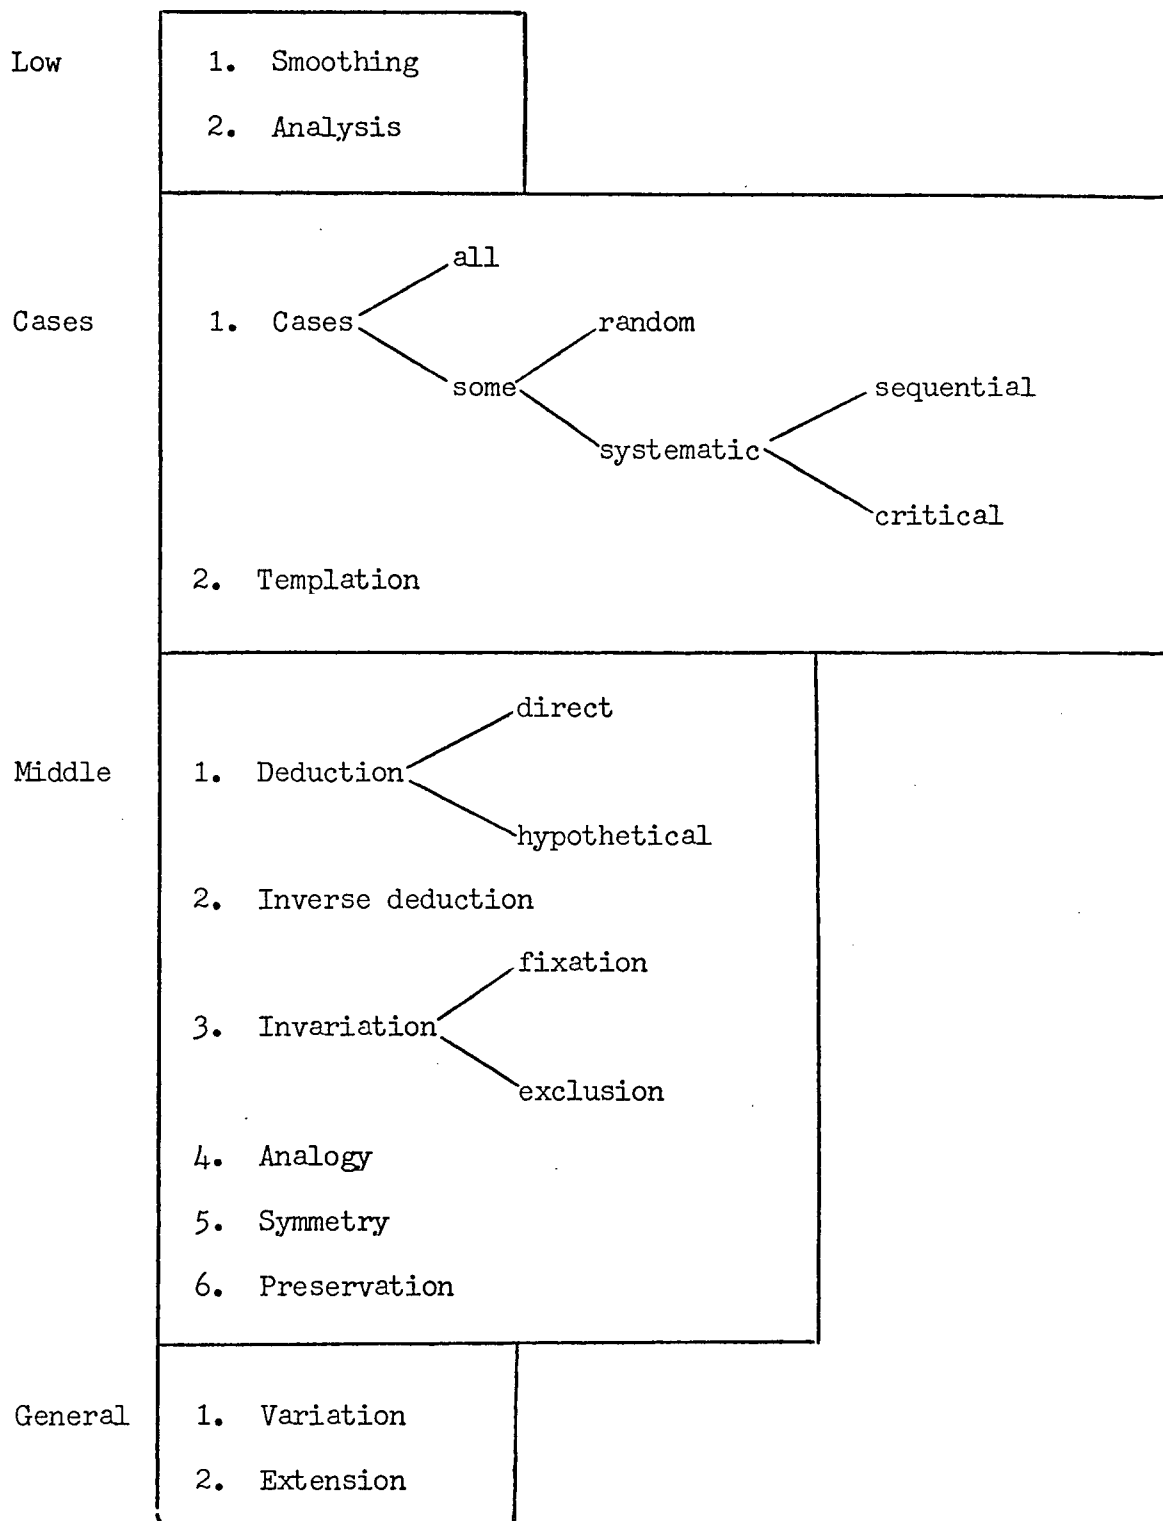 Low
1. Smoothing
2. Analysis
all
Cases
1. Cases
random
some
sequential
systematic
critical
2. Templation
direct
Middle
1. Deduction
hypothetical
2. Inverse deduction
fixation
3. Invariation
exclusion
4. Analogy
5. Symmetry
6. Preservation
General
1. Variation
2. Extension